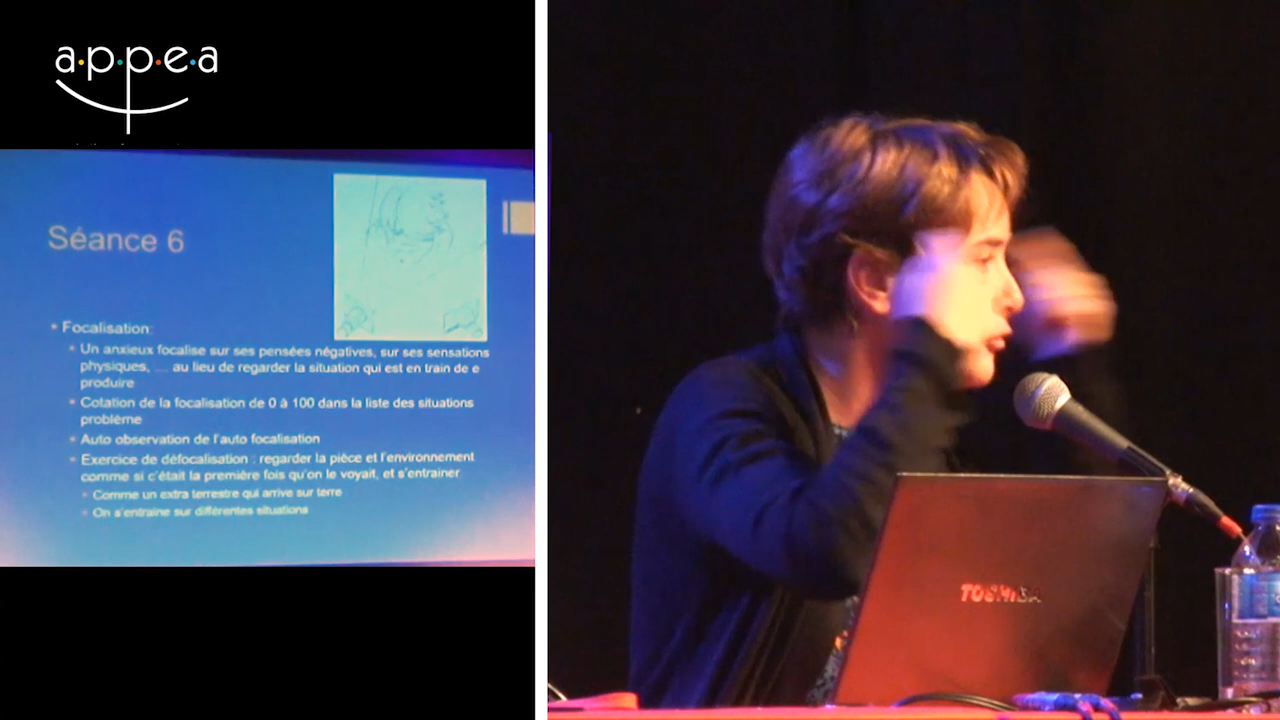 a·p·p·e·a
Séance 6
Focalisation:
Un anxieux focalise sur ses pensées négatives, sur ses sensations
physiques, .... au lieu de regarder la situation qui est en train de e
produire
Cotation de la focalisation de 0 à 100 dans la liste des situations
problème
Auto observation de l'auto focalisation
Exercice de défocalisation : regarder la pièce et l'environnement
comme si c'était la première fois qu'on le voyait, et s'entrainer
Comme un extra terrestre qui arrive sur terre
On s'entraine sur différentes situations
TOSHIBA